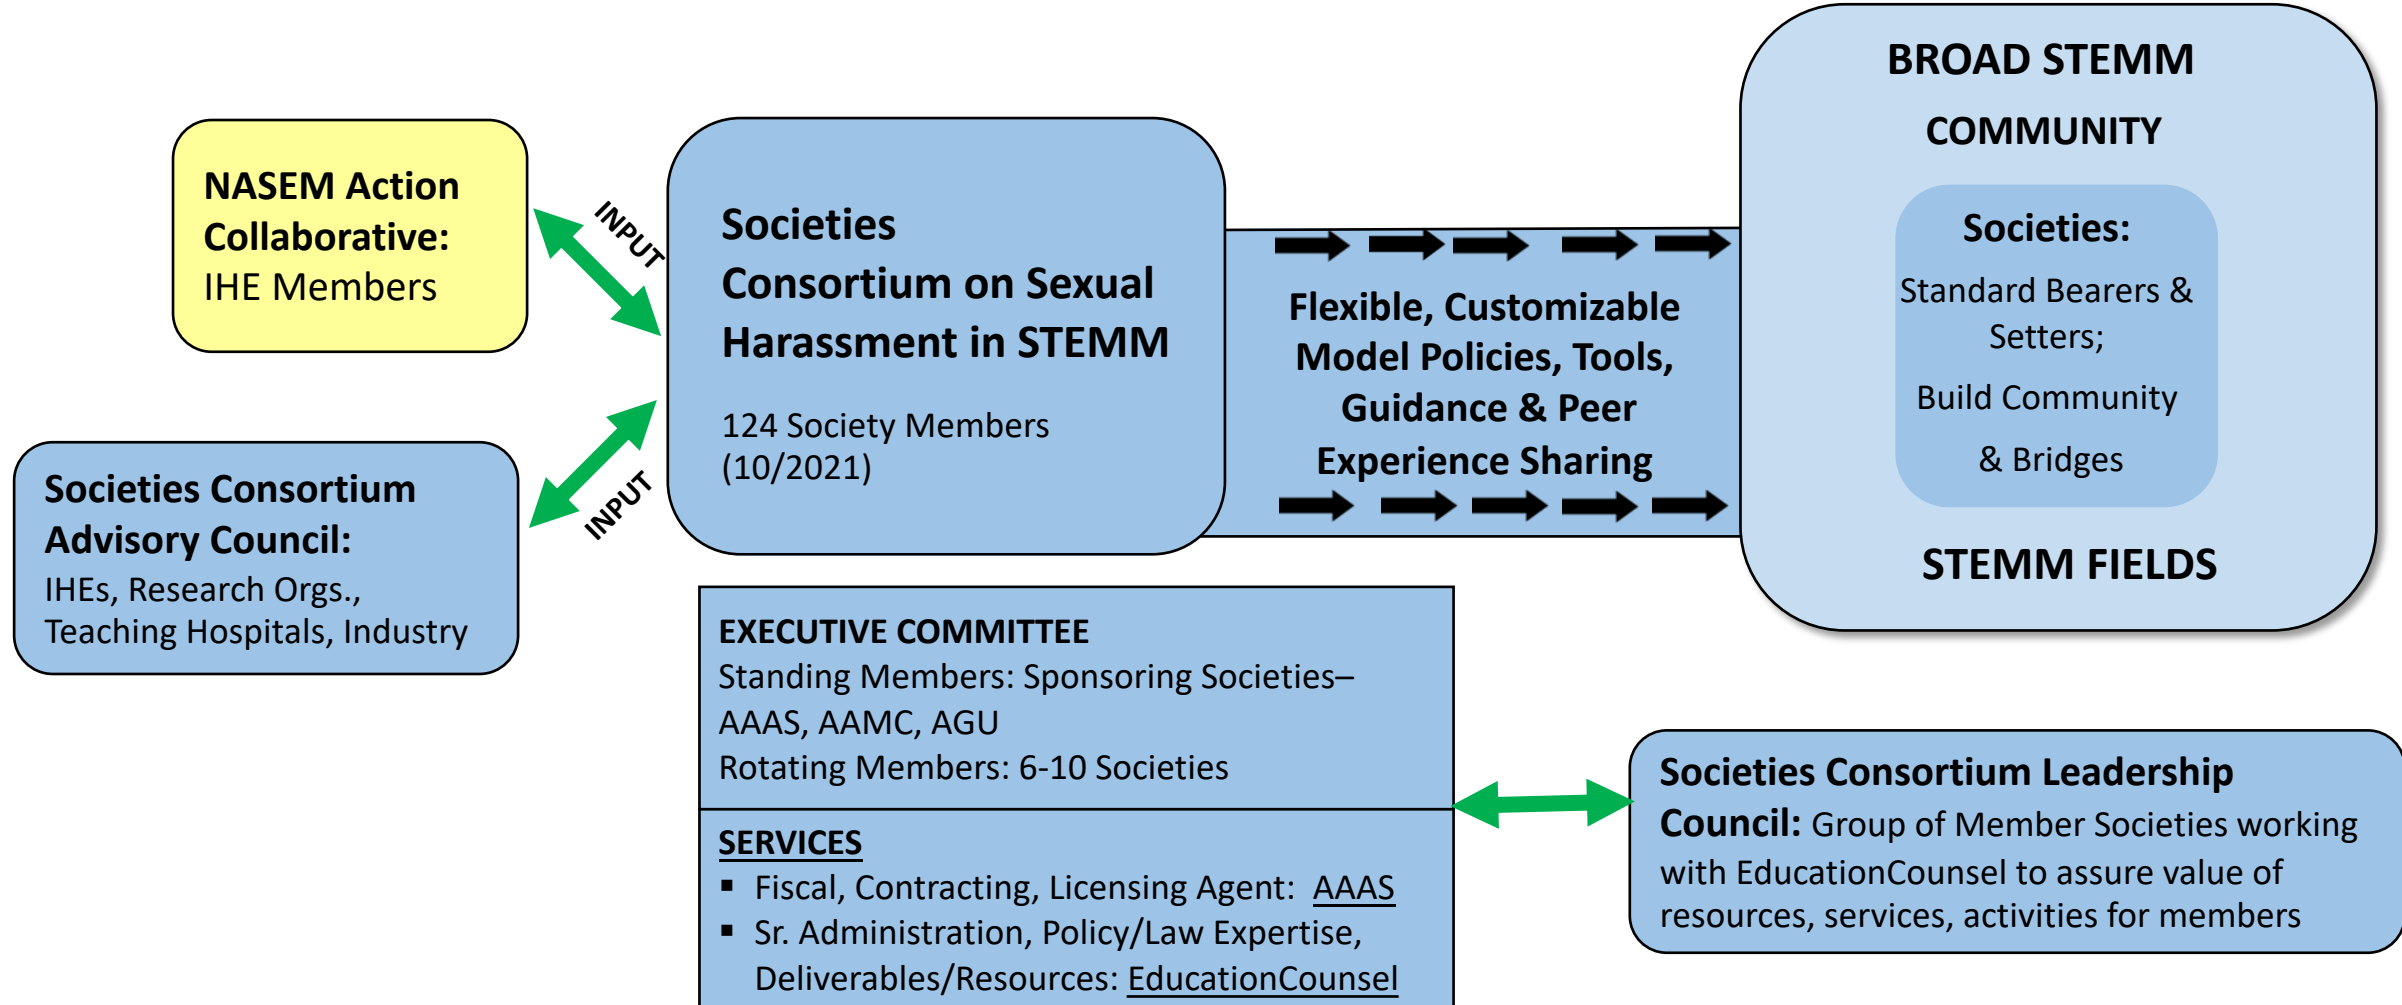 NASEM Action
Collaborative:
IHE Members
INPUT
Societies Consortium
Advisory Council:
IHEs, Research Orgs.,
Teaching Hospitals, Industry
INPUT
Societies
Consortium on Sexual
Harassment in STEMM
124 Society Members
(10/2021)
Flexible, Customizable
Model Policies, Tools,
Guidance & Peer
Experience Sharing
BROAD STEMM
COMMUNITY
Societies:
Standard Bearers &
Setters;
Build Community
& Bridges
STEMM FIELDS
EXECUTIVE COMMITTEE
Standing Members: Sponsoring Societies–
AAAS, AAMC, AGU
Rotating Members: 6-10 Societies
SERVICES
▪ Fiscal, Contracting, Licensing Agent: AAAS
▪ Sr. Administration, Policy/Law Expertise,
Deliverables/Resources: EducationCounsel
Societies Consortium Leadership
Council: Group of Member Societies working
with EducationCounsel to assure value of
resources, services, activities for members